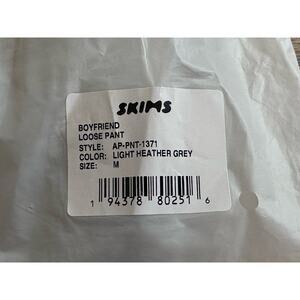 SKIMS
BOYFRIEND
LOOSE PANT
STYLE: AP-PNT-1371
COLOR: LIGHT HEATHER GREY
SIZE: M
1 94378 80251 6